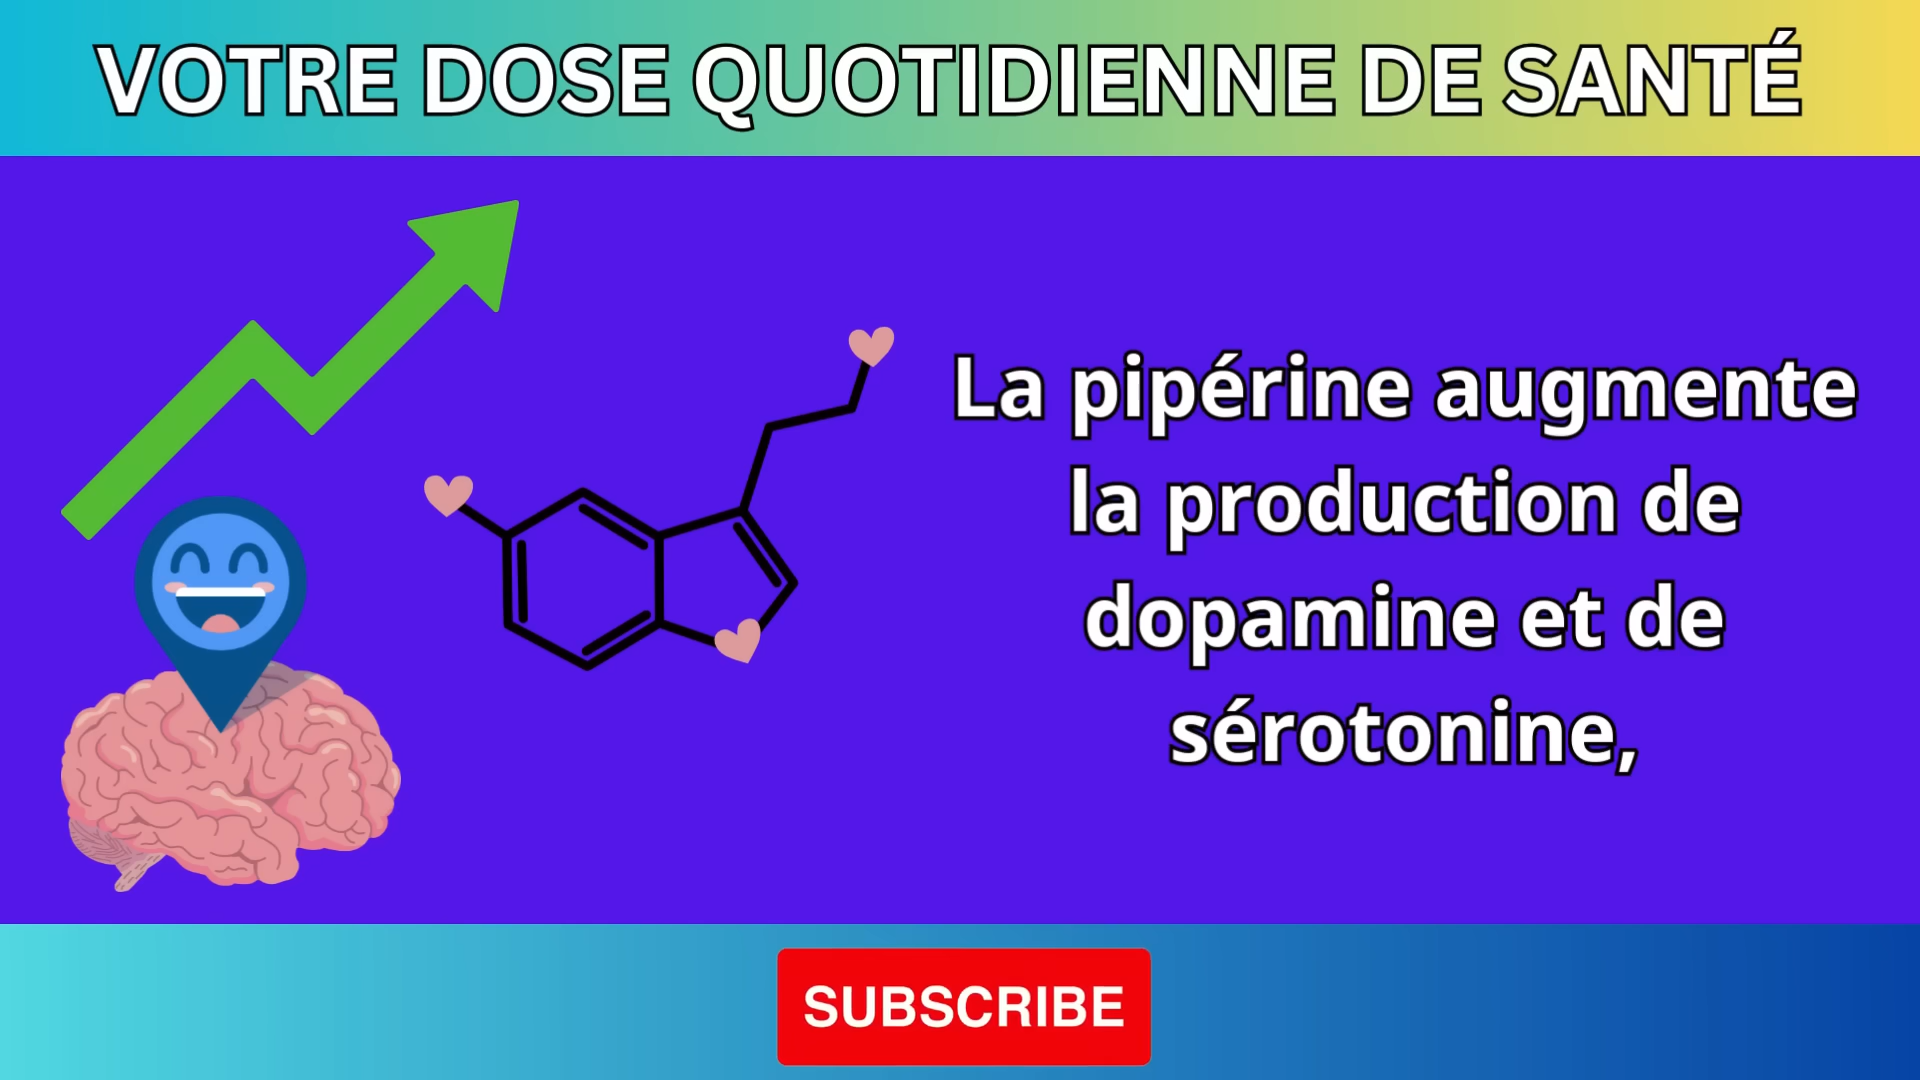 VOTRE DOSE QUOTIDIENNE DE SANTÉ
La pipérine augmente
la production de
dopamine et de
sérotonine,
SUBSCRIBE